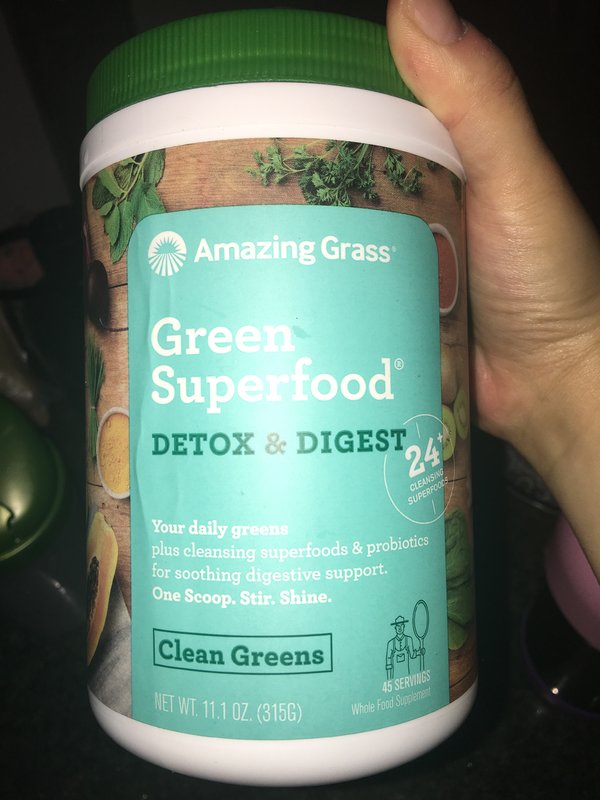 Amazing Grass®
Green
Superfood®
DETOX & DIGEST
24+
CLEANSING
SUPERFOODS
Your daily greens
plus cleansing superfoods & probiotics
for soothing digestive support.
One Scoop. Stir. Shine.
Clean Greens
45 SERVINGS
Whole Food Supplement
NET WT. 11.1 OZ. (315G)